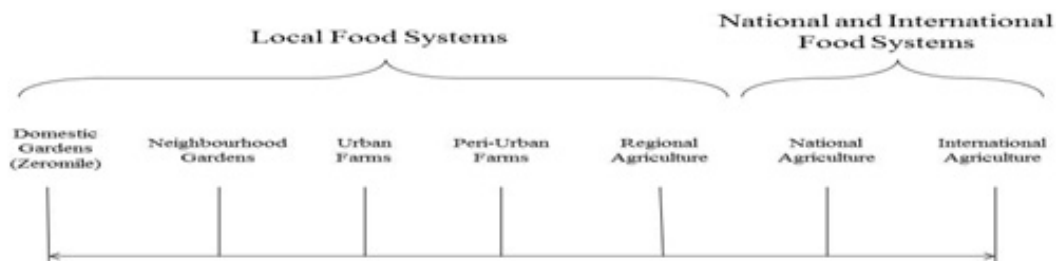 Local Food Systems
National and International
Food Systems
Domestic
Gardens
(Zeromile)
Neighbourhood
Gardens
Urban
Farms
Peri-Urban
Farms
Regional
Agriculture
National
Agriculture
International
Agriculture